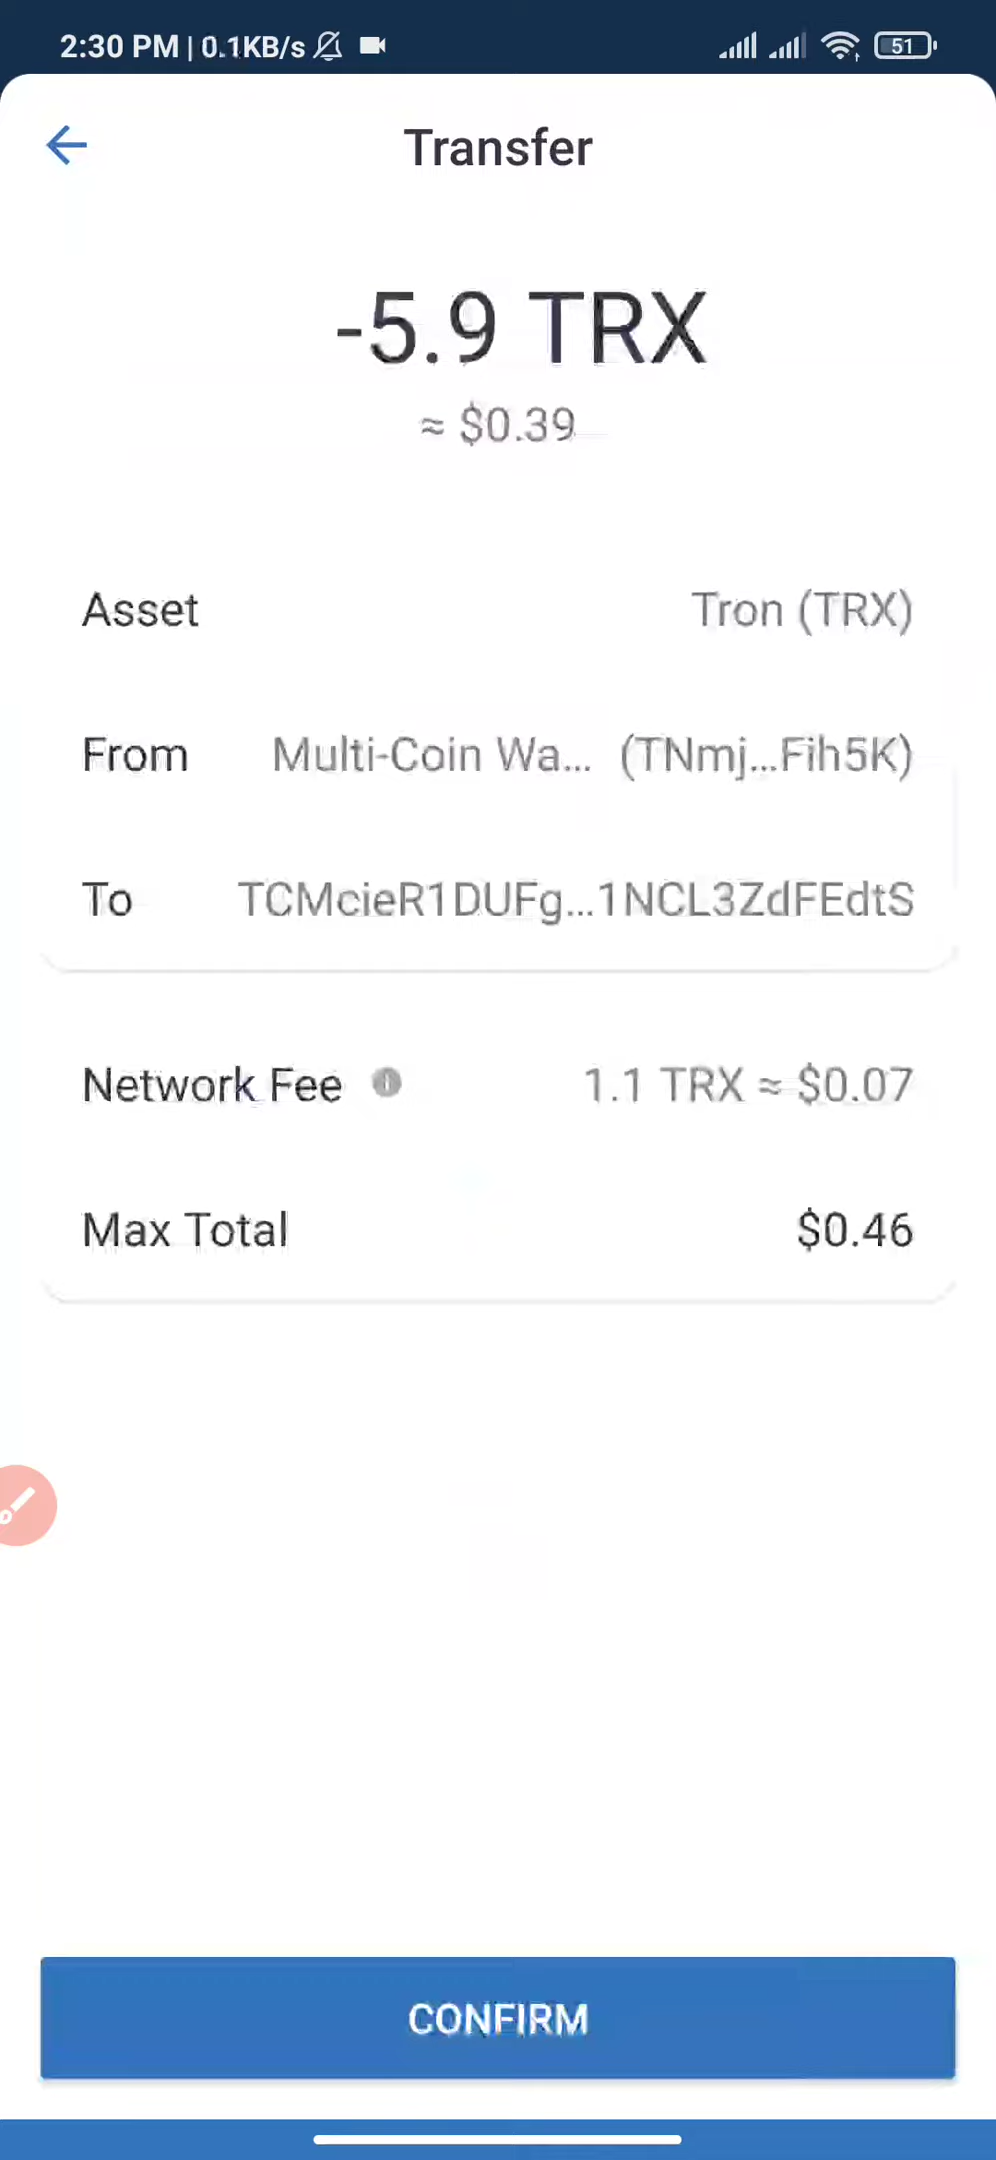 2:30 PM | 0.1KB/s 51
Transfer
-5.9 TRX
≈ $0.39
Asset Tron (TRX)
From Multi-Coin Wa... (TNmj...Fih5K)
To TCMcieR1DUFg...1NCL3ZdFEdtS
Network Fee 1.1 TRX ≈ $0.07
Max Total $0.46
CONFIRM